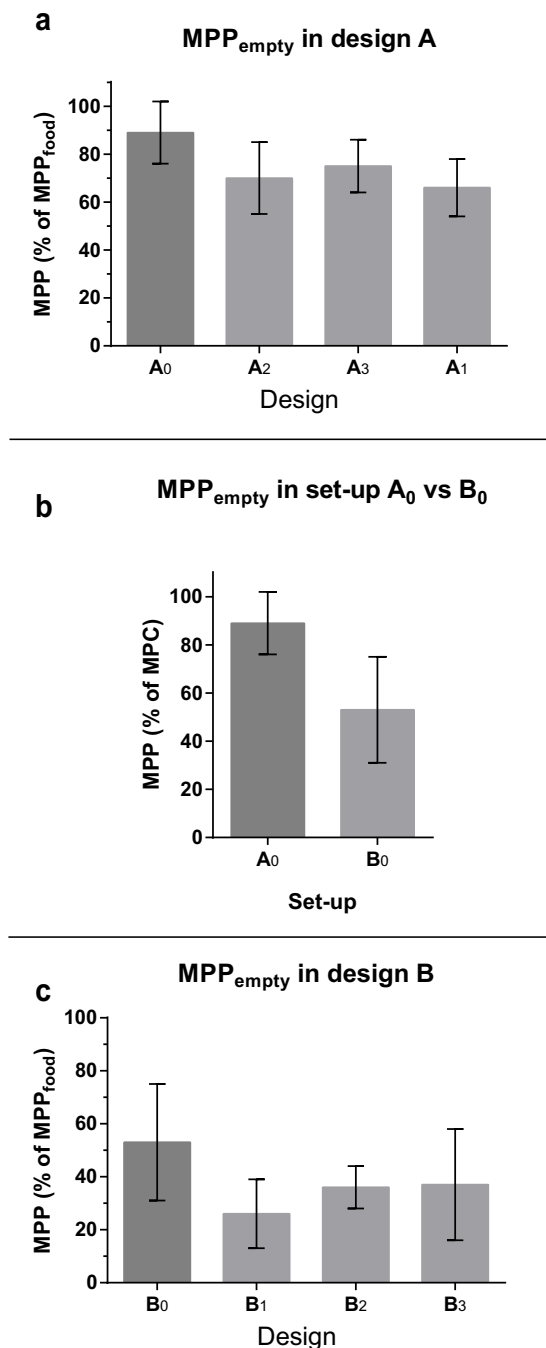 a
MPPempty in design A
MPP (% of MPPfood)
100
80
60
40
20
0
A0 A2 A3 A1
Design
b
MPPempty in set-up A0 vs B0
MPP (% of MPC)
100
80
60
40
20
0
A0 B0
Set-up
c
MPPempty in design B
MPP (% of MPPfood)
100
80
60
40
20
0
B0 B1 B2 B3
Design